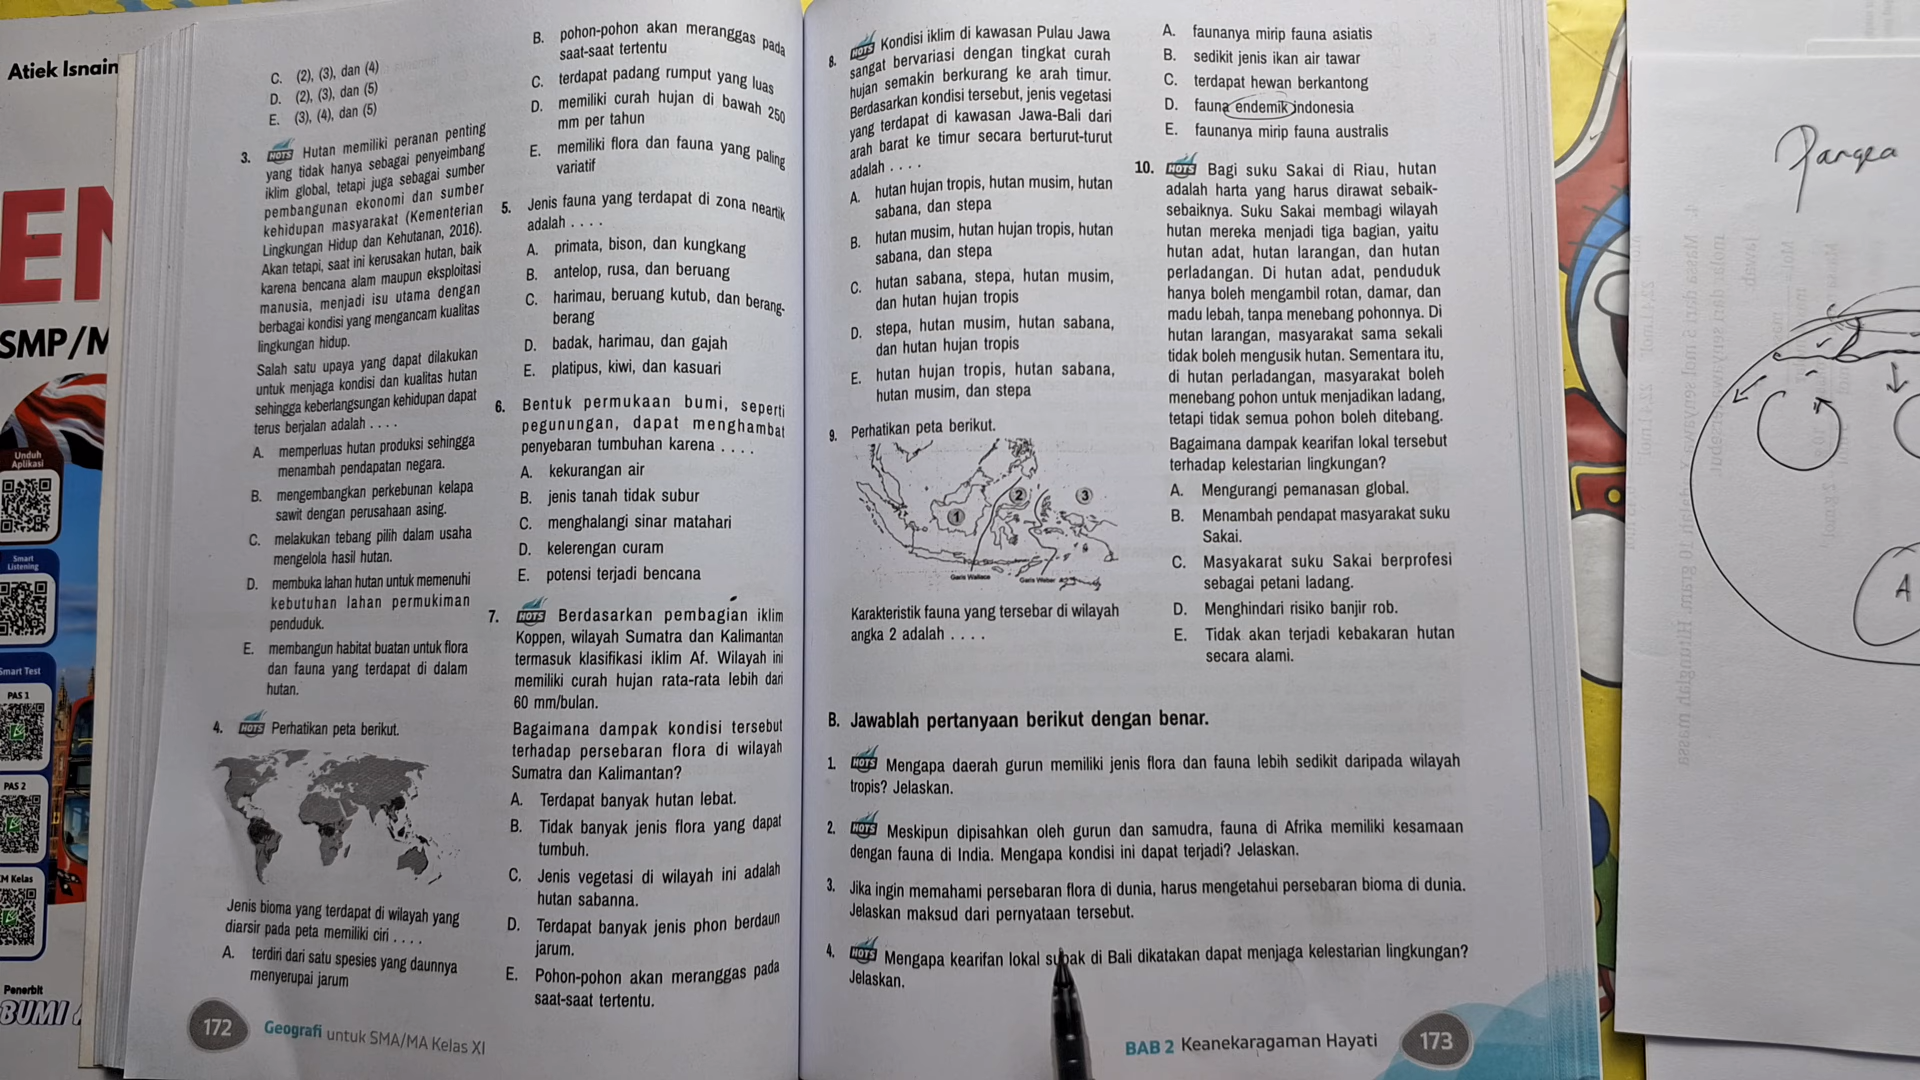 Atiek Isnain
EN
SMP/M
Unduh
Aplikasi
Smart
Listening
Smart Test
PAS 1
PAS 2
M Kelas
Penerbit
BUMI A
C. (2), (3), dan (4)
D. (2), (3), dan (5)
E. (3), (4), dan (5)
3. HOTS Hutan memiliki peranan penting
yang tidak hanya sebagai penyeimbang
iklim global, tetapi juga sebagai sumber
pembangunan ekonomi dan sumber
kehidupan masyarakat (Kementerian
Lingkungan Hidup dan Kehutanan, 2016).
Akan tetapi, saat ini kerusakan hutan, baik
karena bencana alam maupun eksploitasi
manusia, menjadi isu utama dengan
berbagai kondisi yang mengancam kualitas
lingkungan hidup.
Salah satu upaya yang dapat dilakukan
untuk menjaga kondisi dan kualitas hutan
sehingga keberlangsungan kehidupan dapat
terus berjalan adalah . . . .
A. memperluas hutan produksi sehingga
menambah pendapatan negara.
B. mengembangkan perkebunan kelapa
sawit dengan perusahaan asing.
C. melakukan tebang pilih dalam usaha
mengelola hasil hutan.
D. membuka lahan hutan untuk memenuhi
kebutuhan lahan permukiman
penduduk.
E. membangun habitat buatan untuk flora
dan fauna yang terdapat di dalam
hutan.
4. HOTS Perhatikan peta berikut.
Jenis bioma yang terdapat di wilayah yang
diarsir pada peta memiliki ciri . . . .
A. terdiri dari satu spesies yang daunnya
menyerupai jarum
B. pohon-pohon akan meranggas pada
saat-saat tertentu
C. terdapat padang rumput yang luas
D. memiliki curah hujan di bawah 250
mm per tahun
E. memiliki flora dan fauna yang paling
variatif
5. Jenis fauna yang terdapat di zona neartik
adalah . . . .
A. primata, bison, dan kungkang
B. antelop, rusa, dan beruang
C. harimau, beruang kutub, dan berang-
berang
D. badak, harimau, dan gajah
E. platipus, kiwi, dan kasuari
6. Bentuk permukaan bumi, seperti
pegunungan, dapat menghambat
penyebaran tumbuhan karena . . . .
A. kekurangan air
B. jenis tanah tidak subur
C. menghalangi sinar matahari
D. kelerengan curam
E. potensi terjadi bencana
7. HOTS Berdasarkan pembagian iklim
Koppen, wilayah Sumatra dan Kalimantan
termasuk klasifikasi iklim Af. Wilayah ini
memiliki curah hujan rata-rata lebih dari
60 mm/bulan.
Bagaimana dampak kondisi tersebut
terhadap persebaran flora di wilayah
Sumatra dan Kalimantan?
A. Terdapat banyak hutan lebat.
B. Tidak banyak jenis flora yang dapat
tumbuh.
C. Jenis vegetasi di wilayah ini adalah
hutan sabanna.
D. Terdapat banyak jenis phon berdaun
jarum.
E. Pohon-pohon akan meranggas pada
saat-saat tertentu.
172 Geografi untuk SMA/MA Kelas XI
8. HOTS Kondisi iklim di kawasan Pulau Jawa
sangat bervariasi dengan tingkat curah
hujan semakin berkurang ke arah timur.
Berdasarkan kondisi tersebut, jenis vegetasi
yang terdapat di kawasan Jawa-Bali dari
arah barat ke timur secara berturut-turut
adalah . . . .
A. hutan hujan tropis, hutan musim, hutan
sabana, dan stepa
B. hutan musim, hutan hujan tropis, hutan
sabana, dan stepa
C. hutan sabana, stepa, hutan musim,
dan hutan hujan tropis
D. stepa, hutan musim, hutan sabana,
dan hutan hujan tropis
E. hutan hujan tropis, hutan sabana,
hutan musim, dan stepa
9. Perhatikan peta berikut.
1
2
3
Garis Wallace Garis Weber
Karakteristik fauna yang tersebar di wilayah
angka 2 adalah . . . .
A. faunanya mirip fauna asiatis
B. sedikit jenis ikan air tawar
C. terdapat hewan berkantong
D. fauna endemik indonesia
E. faunanya mirip fauna australis
10. HOTS Bagi suku Sakai di Riau, hutan
adalah harta yang harus dirawat sebaik-
sebaiknya. Suku Sakai membagi wilayah
hutan mereka menjadi tiga bagian, yaitu
hutan adat, hutan larangan, dan hutan
perladangan. Di hutan adat, penduduk
hanya boleh mengambil rotan, damar, dan
madu lebah, tanpa menebang pohonnya. Di
hutan larangan, masyarakat sama sekali
tidak boleh mengusik hutan. Sementara itu,
di hutan perladangan, masyarakat boleh
menebang pohon untuk menjadikan ladang,
tetapi tidak semua pohon boleh ditebang.
Bagaimana dampak kearifan lokal tersebut
terhadap kelestarian lingkungan?
A. Mengurangi pemanasan global.
B. Menambah pendapat masyarakat suku
Sakai.
C. Masyakarat suku Sakai berprofesi
sebagai petani ladang.
D. Menghindari risiko banjir rob.
E. Tidak akan terjadi kebakaran hutan
secara alami.
B. Jawablah pertanyaan berikut dengan benar.
1. HOTS Mengapa daerah gurun memiliki jenis flora dan fauna lebih sedikit daripada wilayah
tropis? Jelaskan.
2. HOTS Meskipun dipisahkan oleh gurun dan samudra, fauna di Afrika memiliki kesamaan
dengan fauna di India. Mengapa kondisi ini dapat terjadi? Jelaskan.
3. Jika ingin memahami persebaran flora di dunia, harus mengetahui persebaran bioma di dunia.
Jelaskan maksud dari pernyataan tersebut.
4. HOTS Mengapa kearifan lokal subak di Bali dikatakan dapat menjaga kelestarian lingkungan?
Jelaskan.
BAB 2 Keanekaragaman Hayati 173
Pangea
A